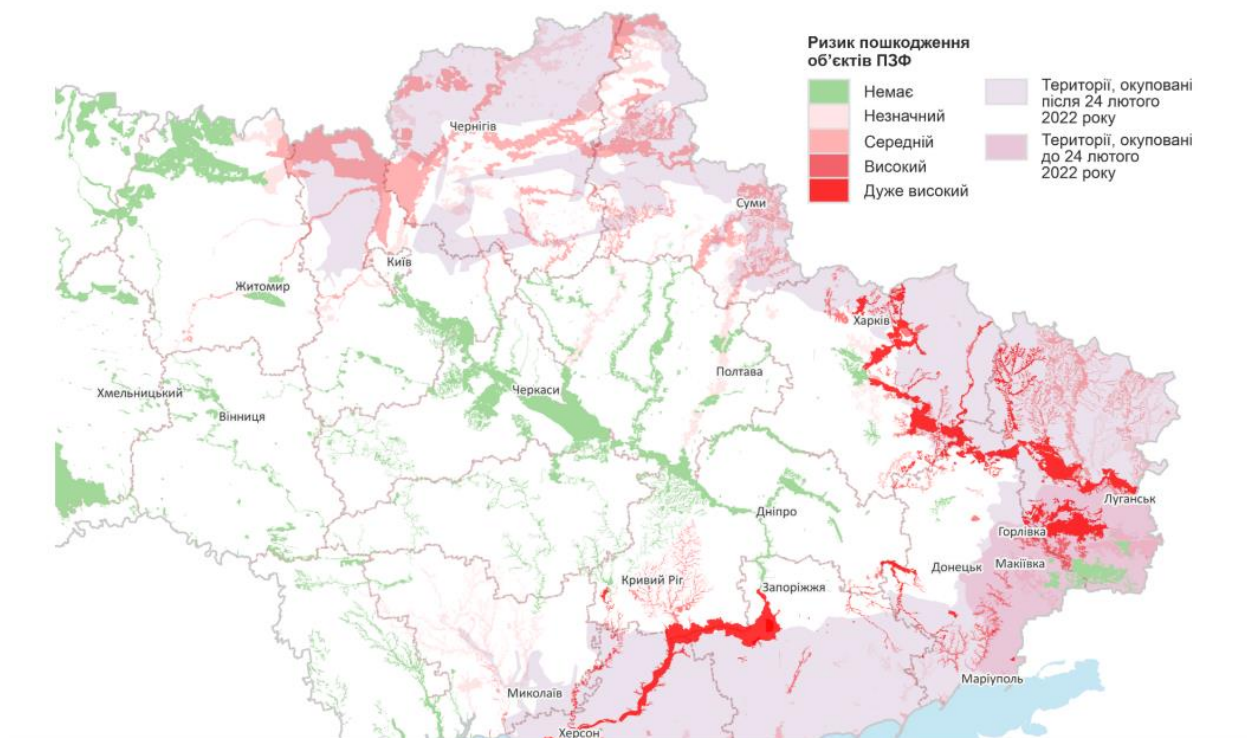 Ризик пошкодження
об’єктів ПЗФ
Немає
Незначний
Середній
Високий
Дуже високий
Території, окуповані
після 24 лютого
2022 року
Території, окуповані
до 24 лютого
2022 року
Чернігів
Суми
Київ
Житомир
Харків
Полтава
Хмельницький
Черкаси
Вінниця
Луганськ
Дніпро
Горлівка
Донецьк
Макіївка
Кривий Ріг
Запоріжжя
Маріуполь
Миколаїв
Херсон